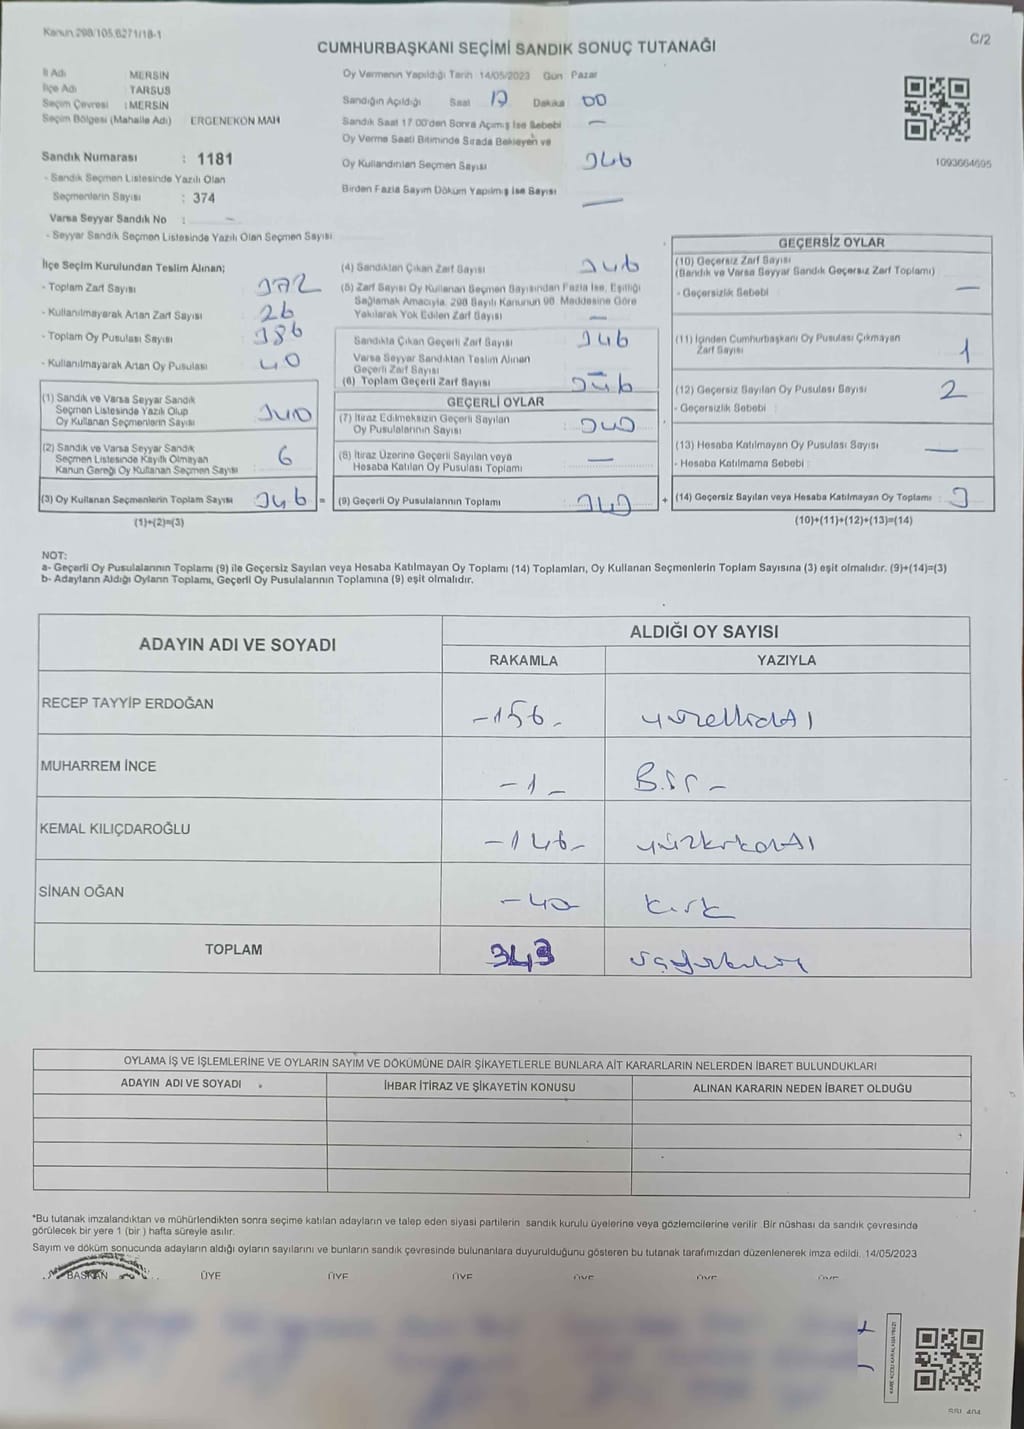 Kanun 298/105,6271/18-1
C/2
CUMHURBAŞKANI SEÇİMİ SANDIK SONUÇ TUTANAĞI
İl Adı MERSİN
İlçe Adı TARSUS
Seçim Çevresi : MERSİN
Seçim Bölgesi (Mahalle Adı) ERGENEKON MAH
Oy Vermenin Yapıldığı Tarih 14/05/2023 Gün Pazar
Sandığın Açıldığı Saat 17 Dakika 00
Sandık Saat 17.00'den Sonra Açımış İse Sebebi —
Oy Verme Saati Bitiminde Sırada Bekleyen ve
Oy Kullandırılan Seçmen Sayısı 346
Birden Fazla Sayım Döküm Yapılmış İse Sayısı —
1093664695
Sandık Numarası : 1181
- Sandık Seçmen Listesinde Yazılı Olan
Seçmenlerin Sayısı : 374
Varsa Seyyar Sandık No : —
- Seyyar Sandık Seçmen Listesinde Yazılı Olan Seçmen Sayısı
İlçe Seçim Kurulundan Teslim Alınan;
- Toplam Zarf Sayısı 372
- Kullanılmayarak Artan Zarf Sayısı 26
- Toplam Oy Pusulası Sayısı 386
- Kullanılmayarak Artan Oy Pusulası 40
(1) Sandık ve Varsa Seyyar Sandık
Seçmen Listesinde Yazılı Olup
Oy Kullanan Seçmenlerin Sayısı 340
(2) Sandık ve Varsa Seyyar Sandık
Seçmen Listesinde Kayıtlı Olmayan
Kanun Gereği Oy Kullanan Seçmen Sayısı 6
(3) Oy Kullanan Seçmenlerin Toplam Sayısı 346 =
(1)+(2)=(3)
(4) Sandıktan Çıkan Zarf Sayısı 346
(5) Zarf Sayısı Oy Kullanan Seçmen Sayısından Fazla İse, Eşitliği
Sağlamak Amacıyla, 298 Sayılı Kanunun 98. Maddesine Göre
Yakılarak Yok Edilen Zarf Sayısı —
Sandıkta Çıkan Geçerli Zarf Sayısı 346
Varsa Seyyar Sandıktan Teslim Alınan
Geçerli Zarf Sayısı —
(6) Toplam Geçerli Zarf Sayısı 346
GEÇERLİ OYLAR
(7) İtiraz Edilmeksizin Geçerli Sayılan
Oy Pusulalarının Sayısı
(8) İtiraz Üzerine Geçerli Sayılan veya
Hesaba Katılan Oy Pusulası Toplamı —
(9) Geçerli Oy Pusulalarının Toplamı 343 +
GEÇERSİZ OYLAR
(10) Geçersiz Zarf Sayısı
(Sandık ve Varsa Seyyar Sandık Geçersiz Zarf Toplamı)
- Geçersizlik Sebebi —
(11) İçinden Cumhurbaşkanı Oy Pusulası Çıkmayan
Zarf Sayısı 1
(12) Geçersiz Sayılan Oy Pusulası Sayısı 2
- Geçersizlik Sebebi :
(13) Hesaba Katılmayan Oy Pusulası Sayısı —
- Hesaba Katılmama Sebebi :
(14) Geçersiz Sayılan veya Hesaba Katılmayan Oy Toplamı : 3
(10)+(11)+(12)+(13)=(14)
NOT:
a- Geçerli Oy Pusulalarının Toplamı (9) ile Geçersiz Sayılan veya Hesaba Katılmayan Oy Toplamı (14) Toplamları, Oy Kullanan Seçmenlerin Toplam Sayısına (3) eşit olmalıdır. (9)+(14)=(3)
b- Adayların Aldığı Oyların Toplamı, Geçerli Oy Pusulalarının Toplamına (9) eşit olmalıdır.
ADAYIN ADI VE SOYADI
ALDIĞI OY SAYISI
RAKAMLA YAZIYLA
RECEP TAYYİP ERDOĞAN -156- yüzelliAltı
MUHARREM İNCE -1- Bir -
KEMAL KILIÇDAROĞLU -146- yüzkırkAltı
SİNAN OĞAN -40 kırk
TOPLAM 343 üçyüzkırküç
OYLAMA İŞ VE İŞLEMLERİNE VE OYLARIN SAYIM VE DÖKÜMÜNE DAİR ŞİKAYETLERLE BUNLARA AİT KARARLARIN NELERDEN İBARET BULUNDUKLARI
ADAYIN ADI VE SOYADI İHBAR İTİRAZ VE ŞİKAYETİN KONUSU ALINAN KARARIN NEDEN İBARET OLDUĞU
*Bu tutanak imzalandıktan ve mühürlendikten sonra seçime katılan adayların ve talep eden siyasi partilerin sandık kurulu üyelerine veya gözlemcilerine verilir Bir nüshası da sandık çevresinde
görülecek bir yere 1 (bir ) hafta süreyle asılır.
Sayım ve döküm sonucunda adayların aldığı oyların sayılarını ve bunların sandık çevresinde bulunanlara duyurulduğunu gösteren bu tutanak tarafımızdan düzenlenerek imza edildi. 14/05/2023
BAŞKAN ÜYE ÜYE ÜYE ÜYE ÜYE ÜYE